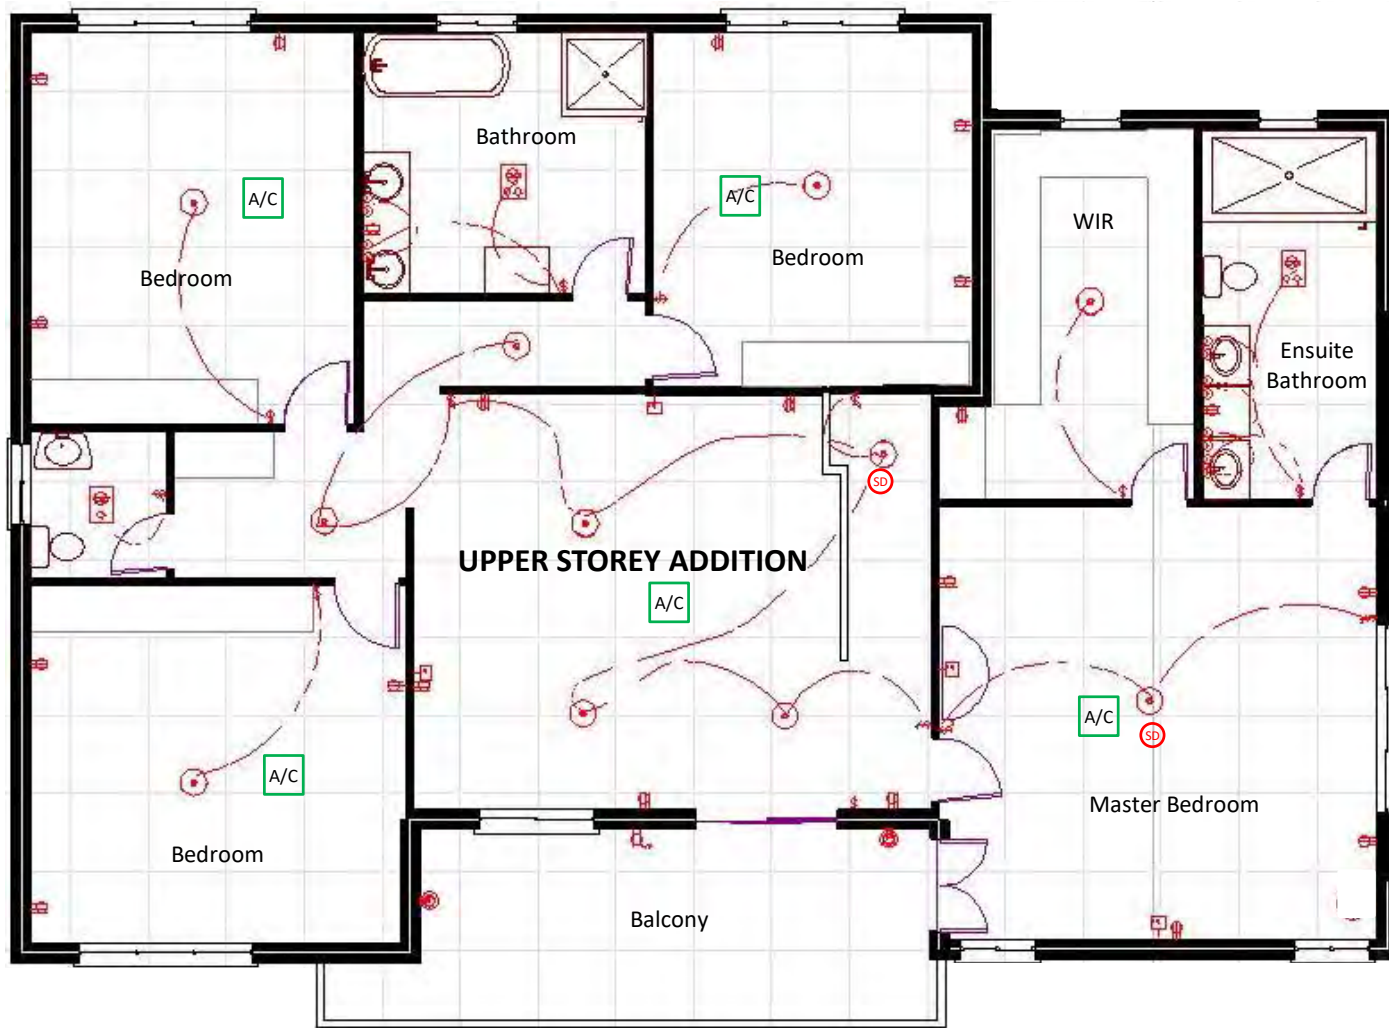 Bathroom
A/C
A/C
WIR
Bedroom
Bedroom
Ensuite
Bathroom
SD
UPPER STOREY ADDITION
A/C
A/C
SD
A/C
Master Bedroom
Bedroom
Balcony